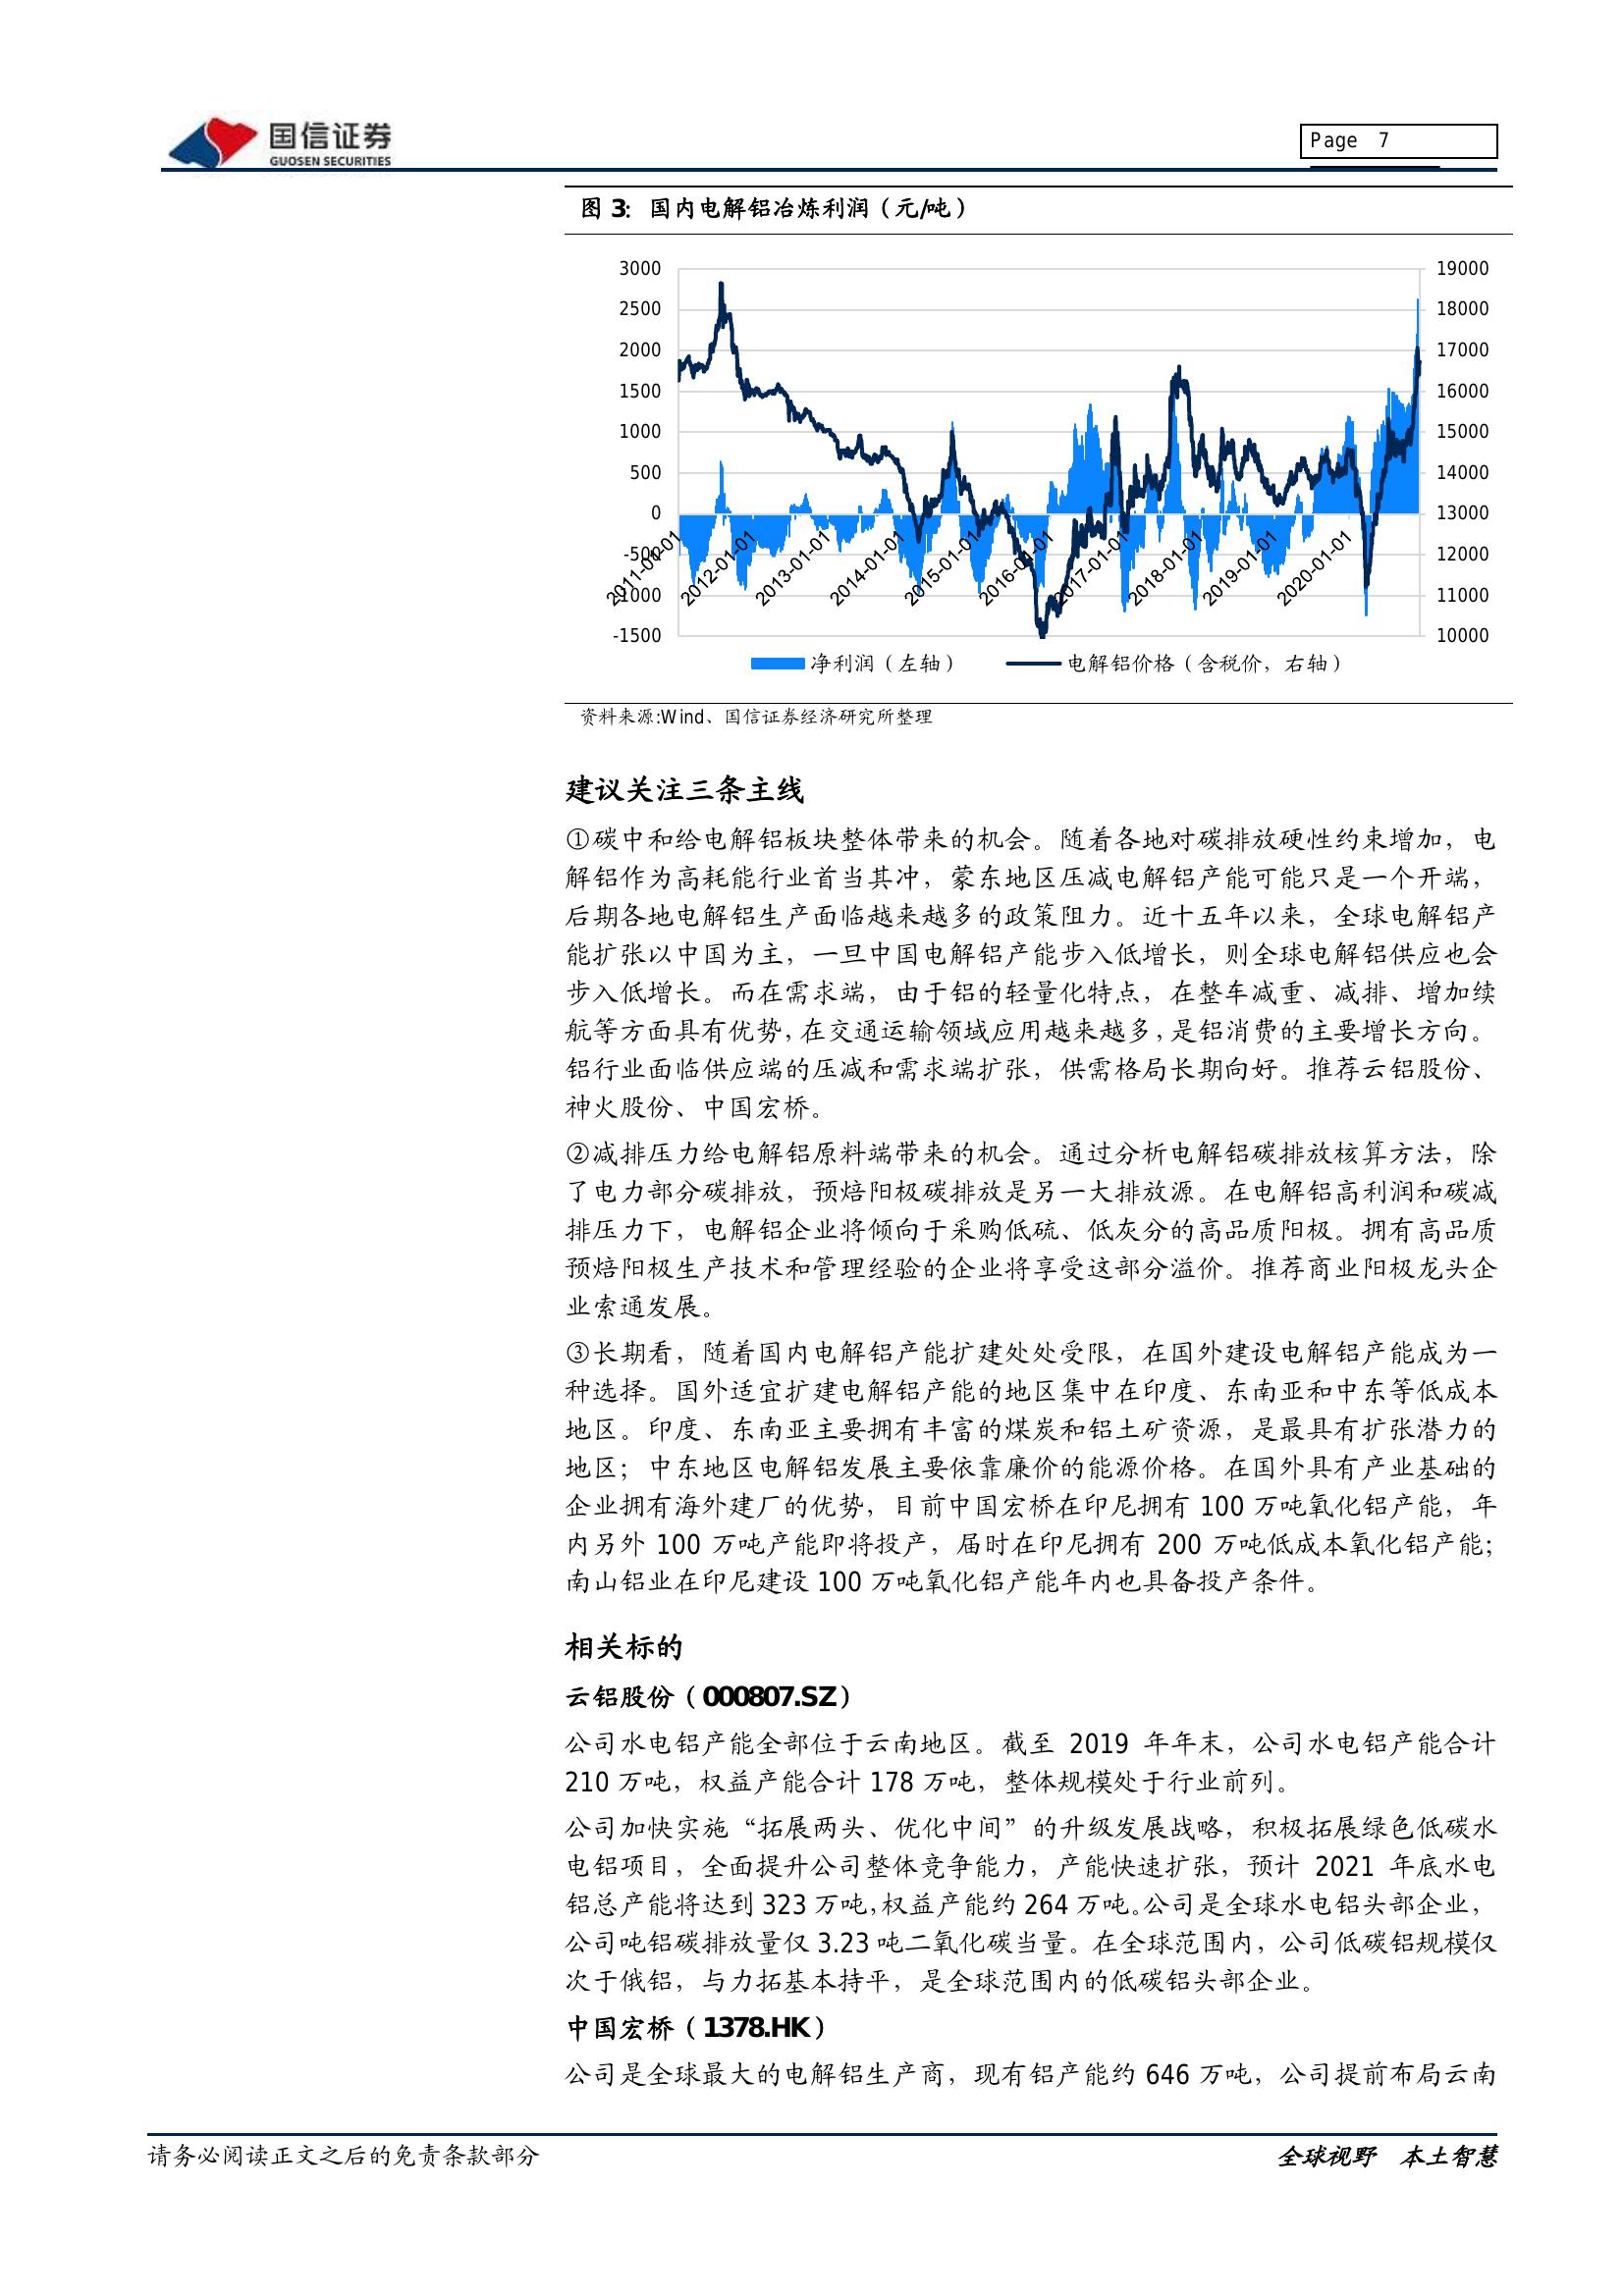 国信证券
GUOSEN SECURITIES
Page 7
图 3: 国内电解铝冶炼利润（元/吨）
3000
2500
2000
1500
1000
500
0
-500
-1000
-1500
19000
18000
17000
16000
15000
14000
13000
12000
11000
10000
2011-01-01
2012-01-01
2013-01-01
2014-01-01
2015-01-01
2016-01-01
2017-01-01
2018-01-01
2019-01-01
2020-01-01
净利润（左轴）
电解铝价格（含税价，右轴）
资料来源:Wind、国信证券经济研究所整理
建议关注三条主线
①碳中和给电解铝板块整体带来的机会。随着各地对碳排放硬性约束增加，电
解铝作为高耗能行业首当其冲，蒙东地区压减电解铝产能可能只是一个开端，
后期各地电解铝生产面临越来越多的政策阻力。近十五年以来，全球电解铝产
能扩张以中国为主，一旦中国电解铝产能步入低增长，则全球电解铝供应也会
步入低增长。而在需求端，由于铝的轻量化特点，在整车减重、减排、增加续
航等方面具有优势，在交通运输领域应用越来越多，是铝消费的主要增长方向。
铝行业面临供应端的压减和需求端扩张，供需格局长期向好。推荐云铝股份、
神火股份、中国宏桥。
②减排压力给电解铝原料端带来的机会。通过分析电解铝碳排放核算方法，除
了电力部分碳排放，预焙阳极碳排放是另一大排放源。在电解铝高利润和碳减
排压力下，电解铝企业将倾向于采购低硫、低灰分的高品质阳极。拥有高品质
预焙阳极生产技术和管理经验的企业将享受这部分溢价。推荐商业阳极龙头企
业索通发展。
③长期看，随着国内电解铝产能扩建处处受限，在国外建设电解铝产能成为一
种选择。国外适宜扩建电解铝产能的地区集中在印度、东南亚和中东等低成本
地区。印度、东南亚主要拥有丰富的煤炭和铝土矿资源，是最具有扩张潜力的
地区；中东地区电解铝发展主要依靠廉价的能源价格。在国外具有产业基础的
企业拥有海外建厂的优势，目前中国宏桥在印尼拥有 100 万吨氧化铝产能，年
内另外 100 万吨产能即将投产，届时在印尼拥有 200 万吨低成本氧化铝产能；
南山铝业在印尼建设 100 万吨氧化铝产能年内也具备投产条件。
相关标的
云铝股份（000807.SZ）
公司水电铝产能全部位于云南地区。截至 2019 年年末，公司水电铝产能合计
210 万吨，权益产能合计 178 万吨，整体规模处于行业前列。
公司加快实施“拓展两头、优化中间”的升级发展战略，积极拓展绿色低碳水
电铝项目，全面提升公司整体竞争能力，产能快速扩张，预计 2021 年底水电
铝总产能将达到 323 万吨，权益产能约 264 万吨。公司是全球水电铝头部企业，
公司吨铝碳排放量仅 3.23 吨二氧化碳当量。在全球范围内，公司低碳铝规模仅
次于俄铝，与力拓基本持平，是全球范围内的低碳铝头部企业。
中国宏桥（1378.HK）
公司是全球最大的电解铝生产商，现有铝产能约 646 万吨，公司提前布局云南
请务必阅读正文之后的免责条款部分
全球视野 本土智慧